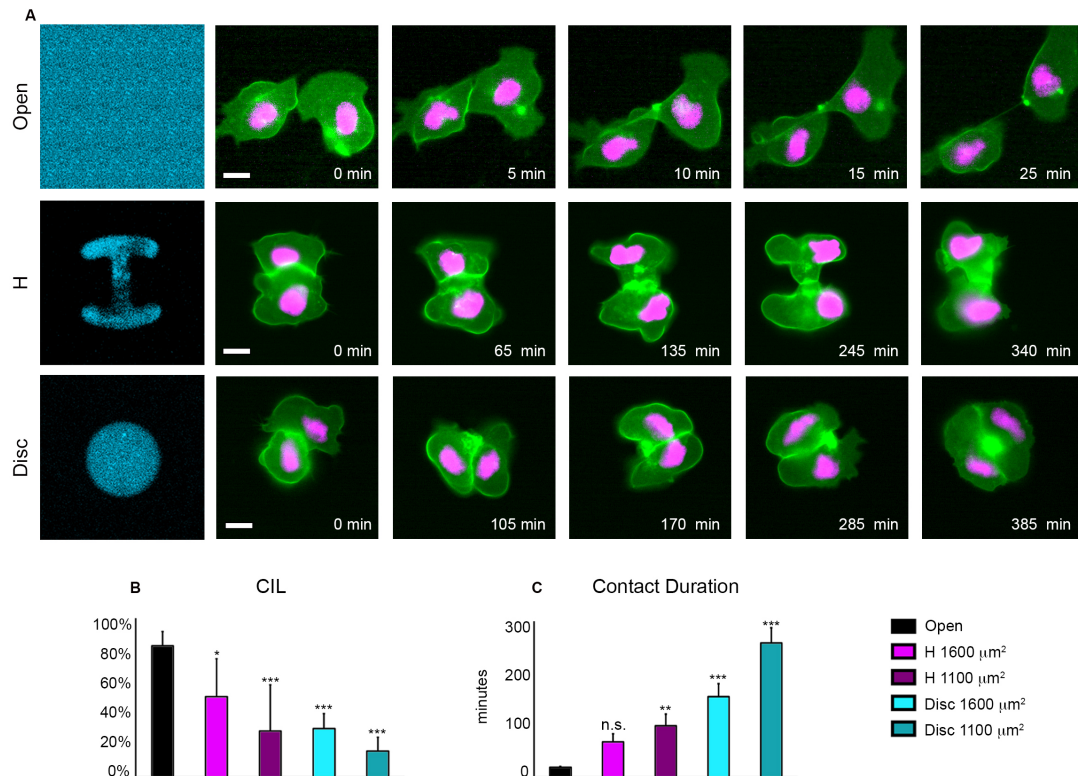 A
Open
0 min
5 min
10 min
15 min
25 min
H
0 min
65 min
135 min
245 min
340 min
Disc
0 min
105 min
170 min
285 min
385 min
B CIL
100%
80%
60%
40%
20%
0%
*
***
***
***
C Contact Duration
minutes
300
200
100
0
n.s.
**
***
***
Open
H 1600 µm²
H 1100 µm²
Disc 1600 µm²
Disc 1100 µm²